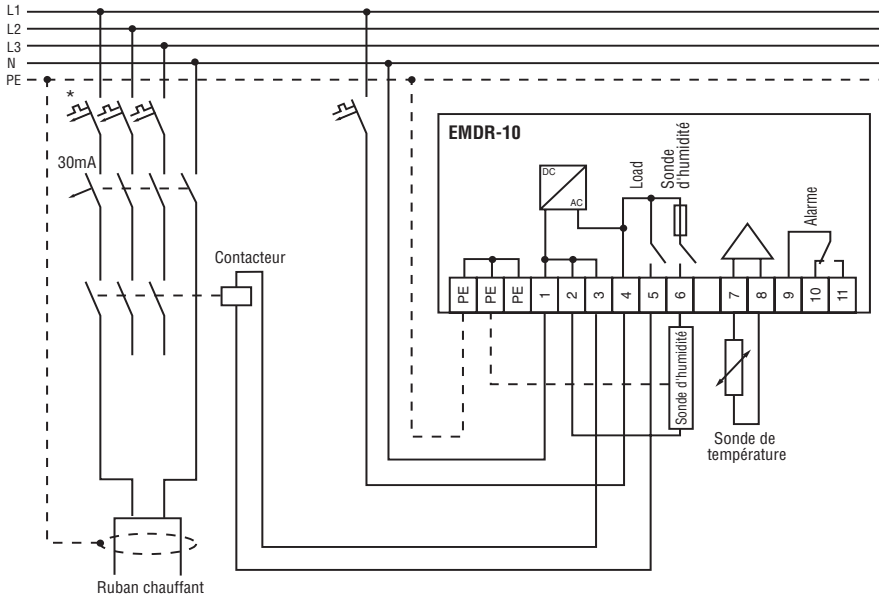 L1
L2
L3
N
PE
*
30mA
Contacteur
EMDR-10
DC
AC
Load
Sonde
d'humidité
Alarme
PE
PE
PE
1
2
3
4
5
6
7
8
9
10
11
Sonde d'humidité
Sonde de
température
Ruban chauffant